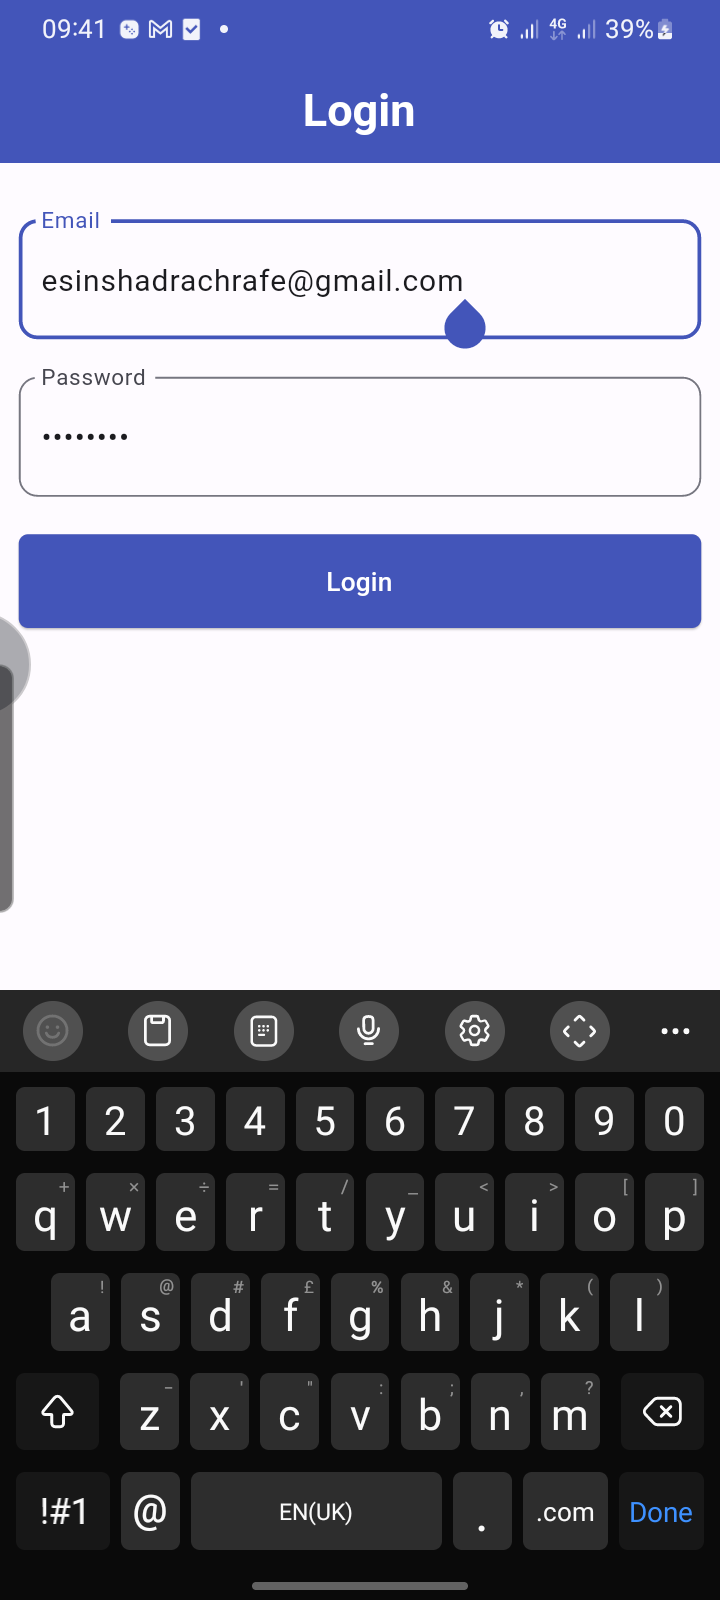 09:41 4G 39%
Login
Email
esinshadrachrafe@gmail.com
Password
••••••••
Login
1 2 3 4 5 6 7 8 9 0
+ × ÷ = / _ < > [ ]
q w e r t y u i o p
! @ # £ % & * ( )
a s d f g h j k l
- ' " : ; , ?
z x c v b n m
!#1 @ EN(UK) . .com Done